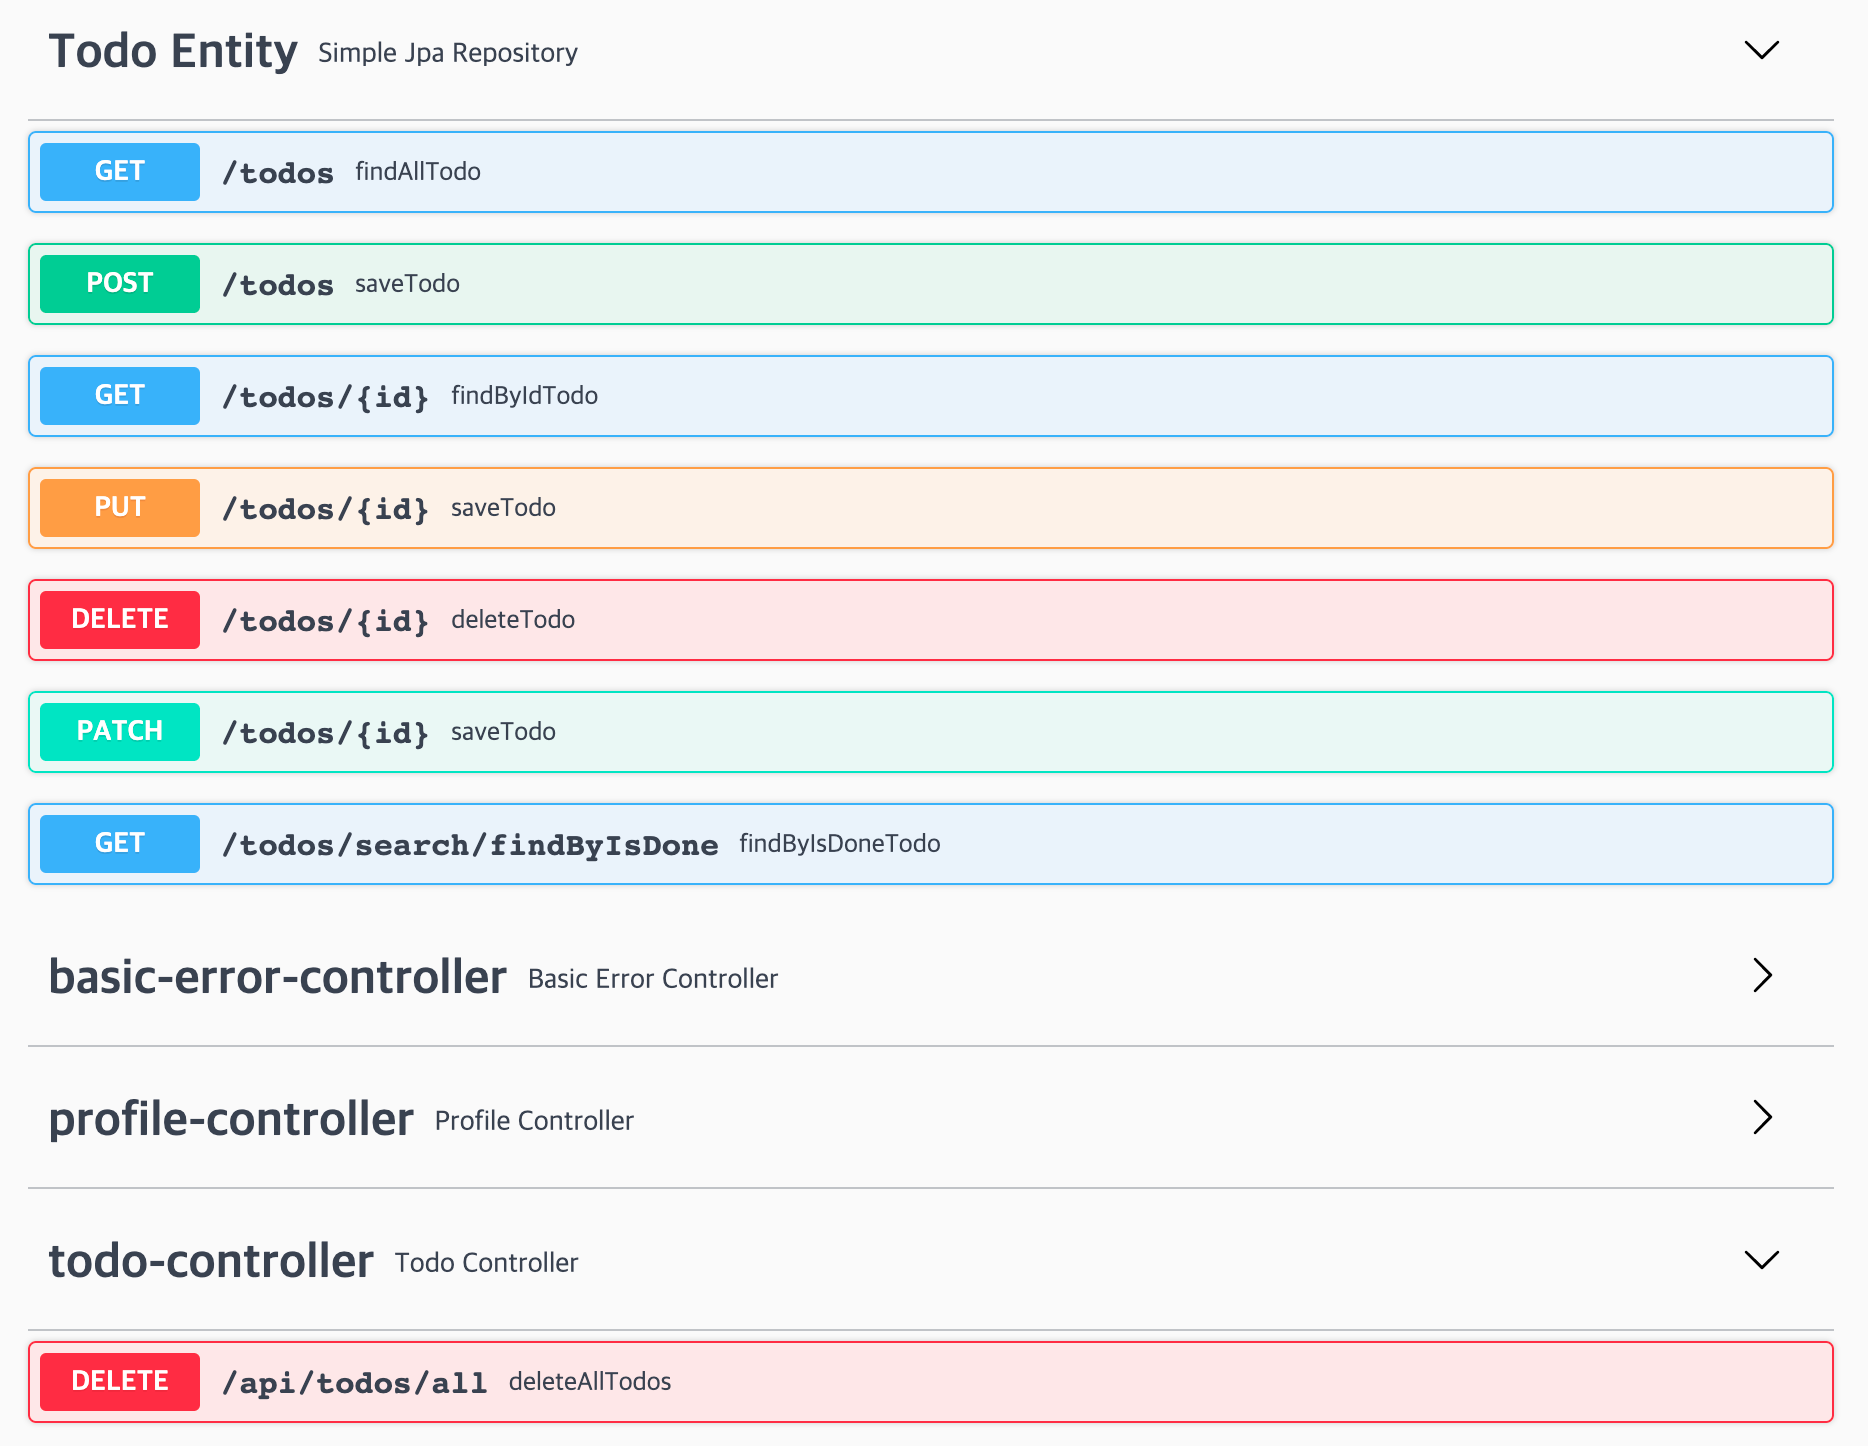 Todo Entity Simple Jpa Repository
GET /todos findAllTodo
POST /todos saveTodo
GET /todos/{id} findByIdTodo
PUT /todos/{id} saveTodo
DELETE /todos/{id} deleteTodo
PATCH /todos/{id} saveTodo
GET /todos/search/findByIsDone findByIsDoneTodo
basic-error-controller Basic Error Controller
profile-controller Profile Controller
todo-controller Todo Controller
DELETE /api/todos/all deleteAllTodos